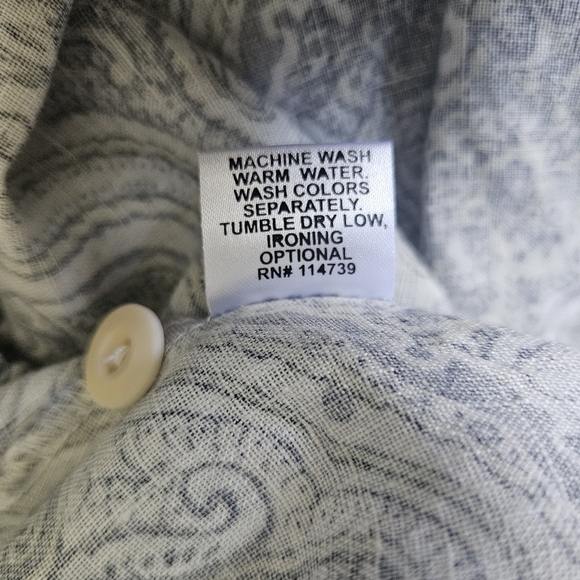 MACHINE WASH
WARM WATER.
WASH COLORS
SEPARATELY.
TUMBLE DRY LOW,
IRONING
OPTIONAL
RN# 114739